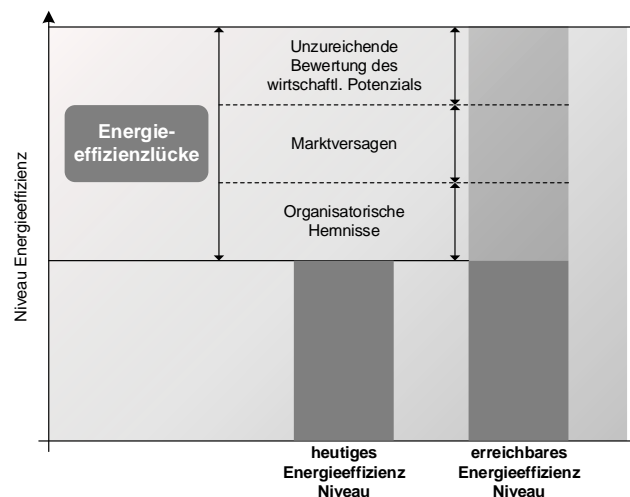 Unzureichende
Bewertung des
wirtschaftl. Potenzials
Energie-
effizienzlücke
Marktversagen
Organisatorische
Hemnisse
Niveau Energieeffizienz
heutiges
Energieeffizienz
Niveau
erreichbares
Energieeffizienz
Niveau